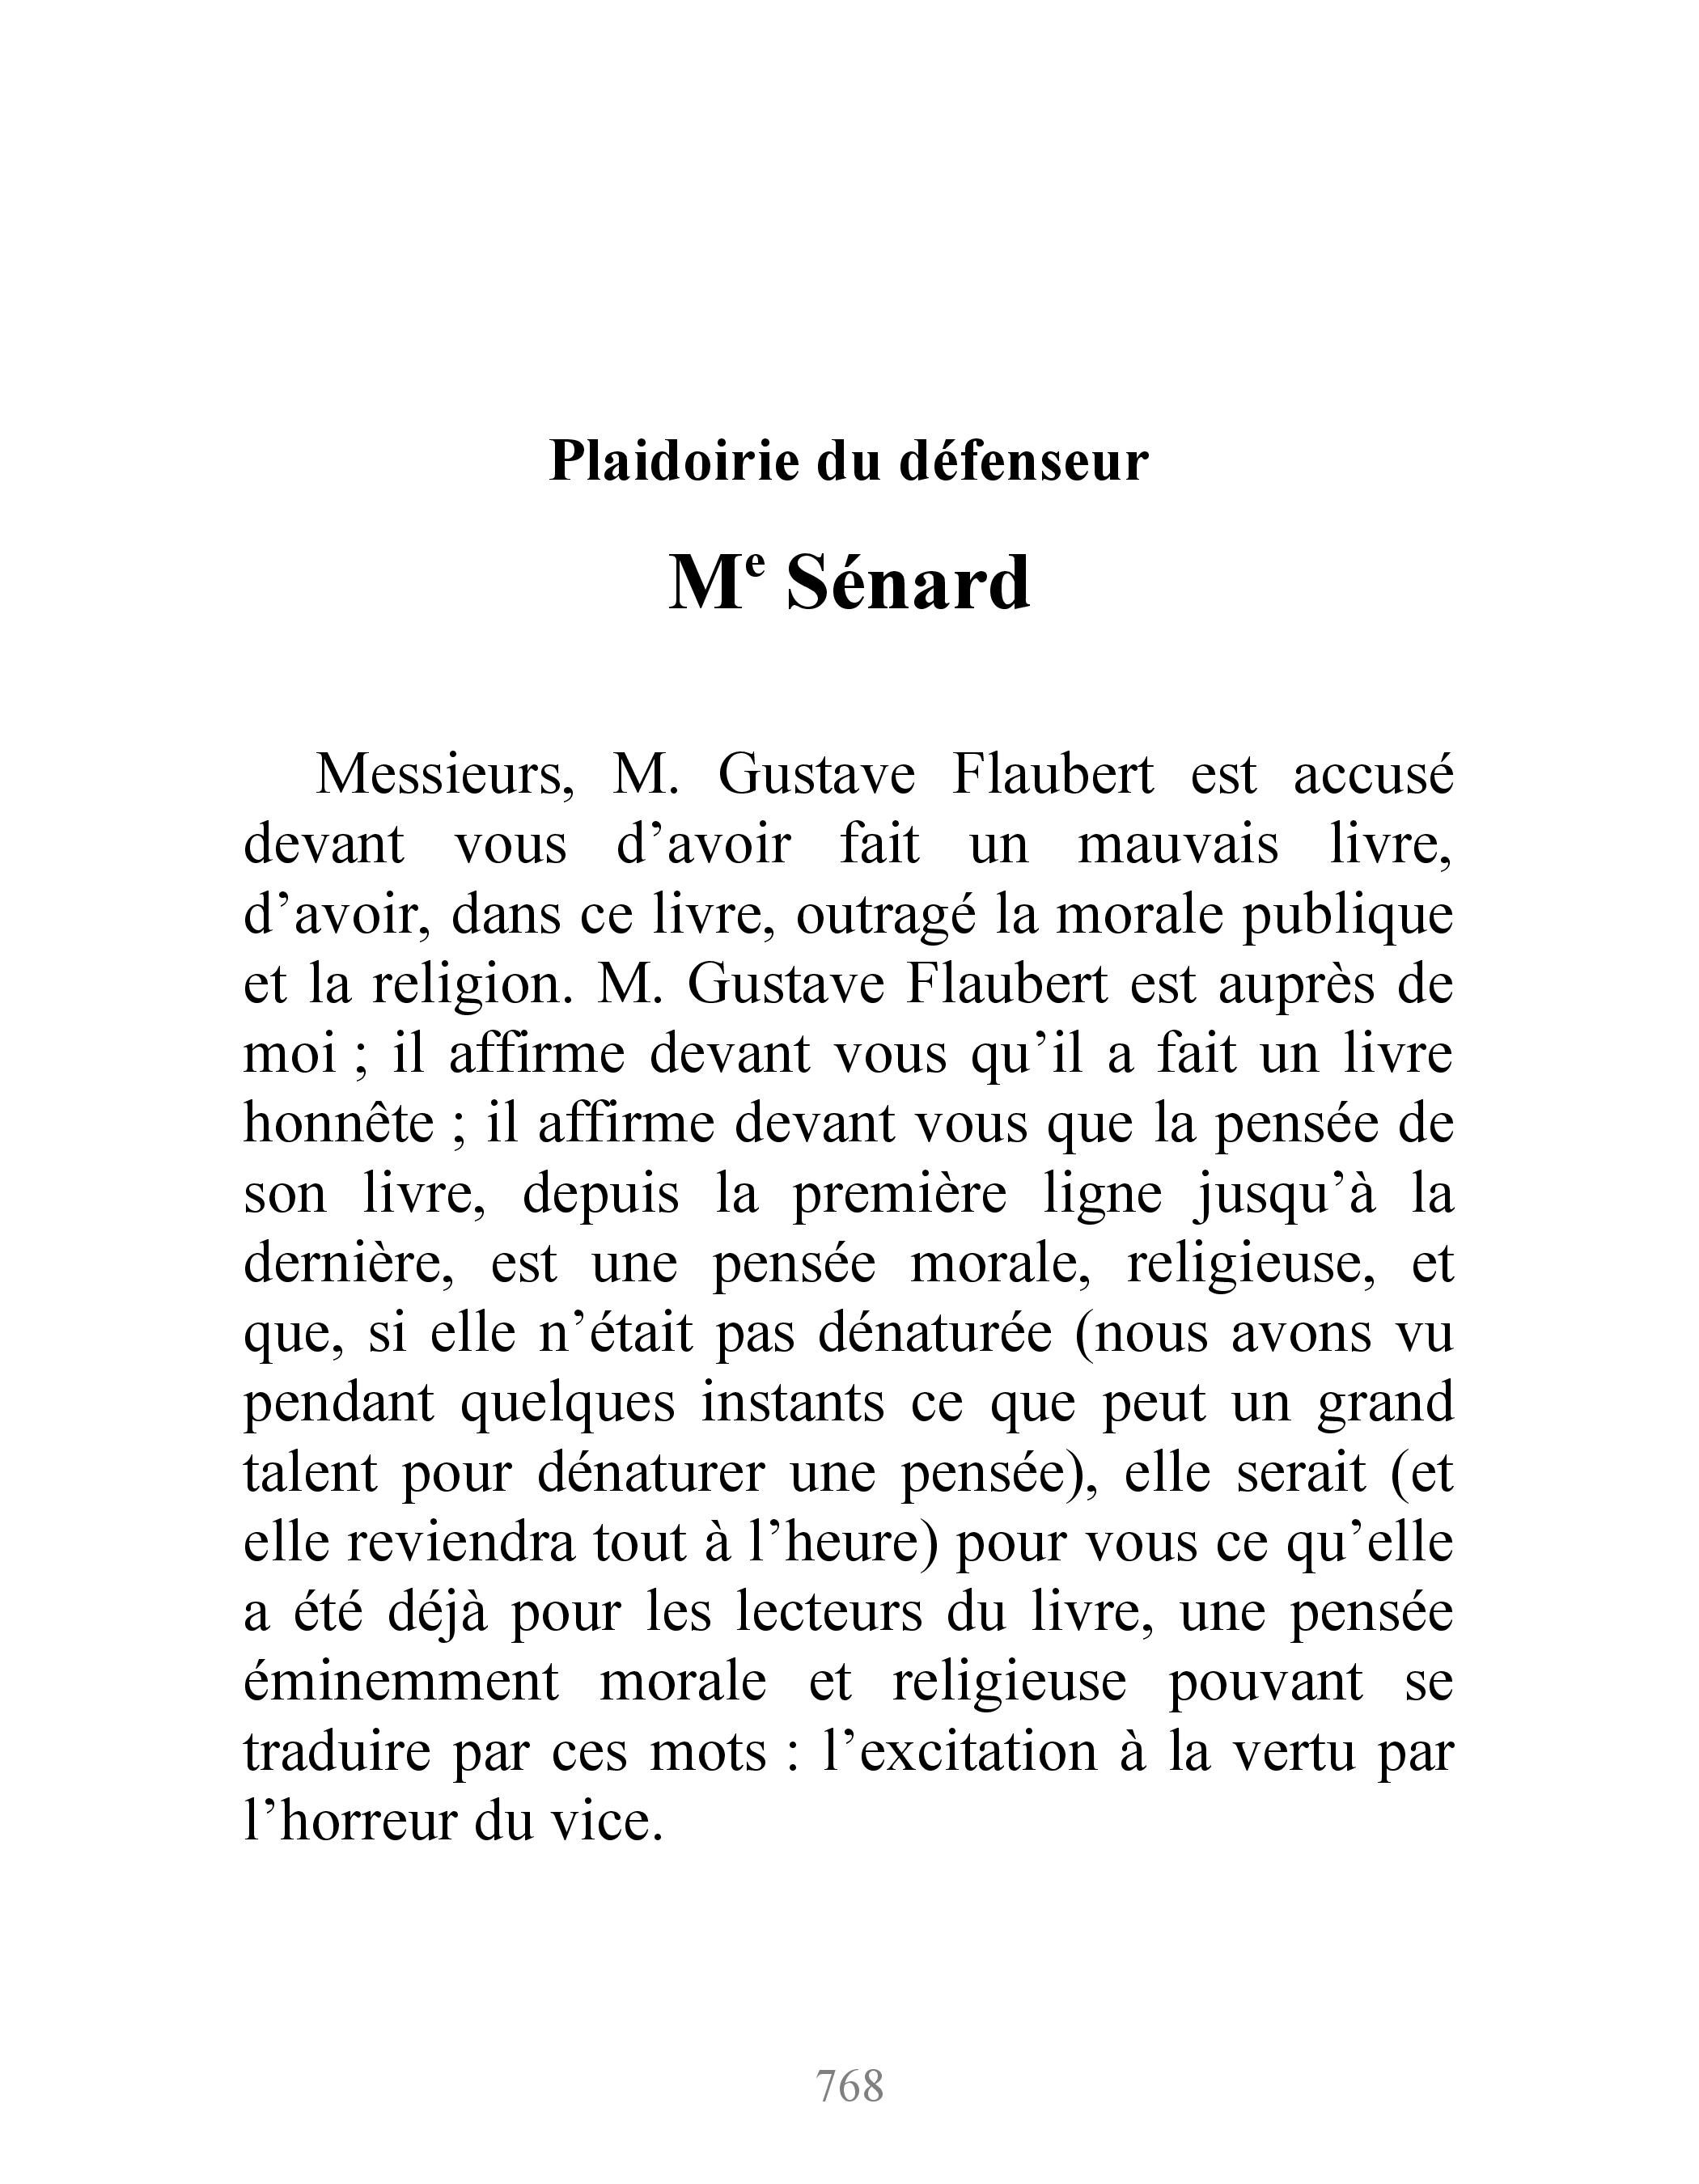 Plaidoirie du défenseur
Me Sénard
Messieurs, M. Gustave Flaubert est accusé
devant vous d’avoir fait un mauvais livre,
d’avoir, dans ce livre, outragé la morale publique
et la religion. M. Gustave Flaubert est auprès de
moi ; il affirme devant vous qu’il a fait un livre
honnête ; il affirme devant vous que la pensée de
son livre, depuis la première ligne jusqu’à la
dernière, est une pensée morale, religieuse, et
que, si elle n’était pas dénaturée (nous avons vu
pendant quelques instants ce que peut un grand
talent pour dénaturer une pensée), elle serait (et
elle reviendra tout à l’heure) pour vous ce qu’elle
a été déjà pour les lecteurs du livre, une pensée
éminemment morale et religieuse pouvant se
traduire par ces mots : l’excitation à la vertu par
l’horreur du vice.
768